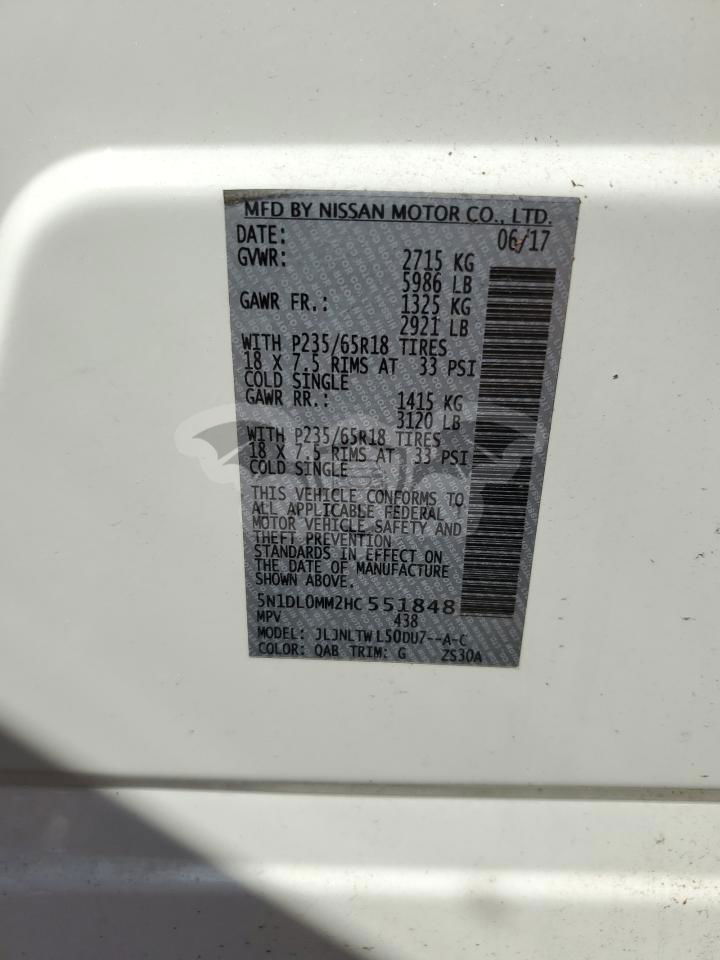 MFD BY NISSAN MOTOR CO., LTD.
DATE: 06/17
GVWR: 2715 KG
5986 LB
GAWR FR.: 1325 KG
2921 LB
WITH P235/65R18 TIRES
18 X 7.5 RIMS AT 33 PSI
COLD SINGLE
GAWR RR.: 1415 KG
3120 LB
WITH P235/65R18 TIRES
18 X 7.5 RIMS AT 33 PSI
COLD SINGLE
THIS VEHICLE CONFORMS TO
ALL APPLICABLE FEDERAL
MOTOR VEHICLE SAFETY AND
THEFT PREVENTION
STANDARDS IN EFFECT ON
THE DATE OF MANUFACTURE
SHOWN ABOVE.
5N1DL0MM2HC551848
MPV 438
MODEL: JLJNLTW L50DU7--A-C
COLOR: QAB TRIM: G ZS30A